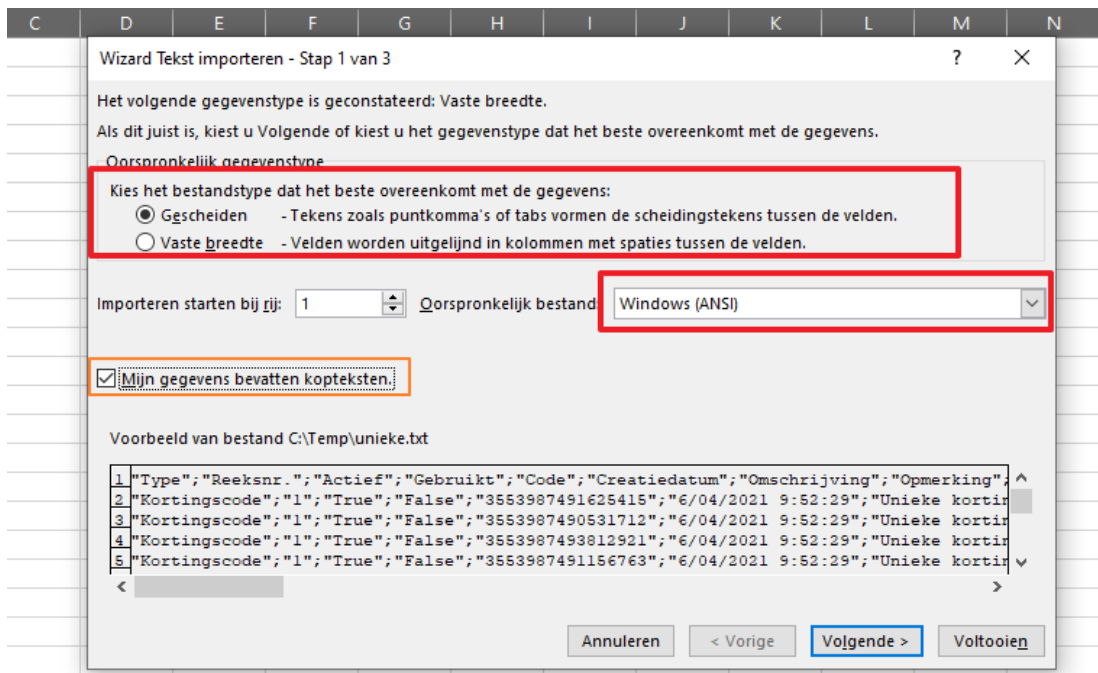 C D E F G H I J K L M N
Wizard Tekst importeren - Stap 1 van 3 ?
Het volgende gegevenstype is geconstateerd: Vaste breedte.
Als dit juist is, kiest u Volgende of kiest u het gegevenstype dat het beste overeenkomt met de gegevens.
Oorspronkelijk gegevenstype
Kies het bestandstype dat het beste overeenkomt met de gegevens:
Gescheiden - Tekens zoals puntkomma's of tabs vormen de scheidingstekens tussen de velden.
Vaste breedte - Velden worden uitgelijnd in kolommen met spaties tussen de velden.
Importeren starten bij rij: 1 Oorspronkelijk bestand: Windows (ANSI)
Mijn gegevens bevatten kopteksten.
Voorbeeld van bestand C:\Temp\unieke.txt
1 "Type";"Reeksnr.";"Actief";"Gebruikt";"Code";"Creatiedatum";"Omschrijving";"Opmerking";
2 "Kortingscode";"1";"True";"False";"3553987491625415";"6/04/2021 9:52:29";"Unieke kortin
3 "Kortingscode";"1";"True";"False";"3553987490531712";"6/04/2021 9:52:29";"Unieke kortin
4 "Kortingscode";"1";"True";"False";"3553987493812921";"6/04/2021 9:52:29";"Unieke kortin
5 "Kortingscode";"1";"True";"False";"3553987491156763";"6/04/2021 9:52:29";"Unieke kortin
Annuleren < Vorige Volgende > Voltooien